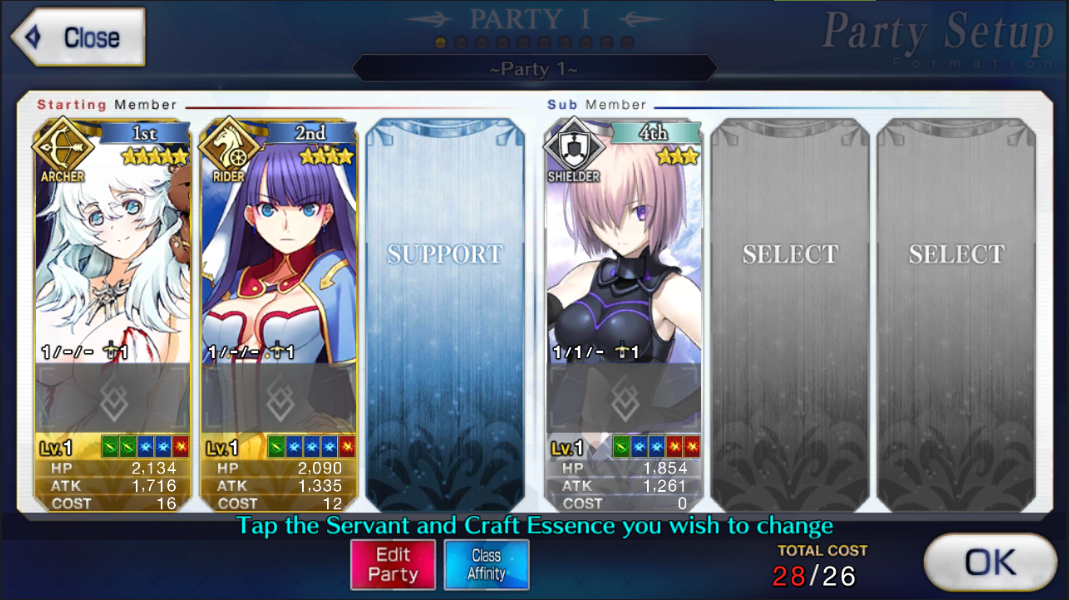 Close
PARTY I
Party Setup
Formation
~Party 1~
Starting Member
Sub Member
1st
ARCHER
2nd
RIDER
SUPPORT
4th
SHIELDER
SELECT
SELECT
1/-/- 1
1/-/- 1
1/1/- 1
Lv.1
HP 2,134
ATK 1,716
COST 16
Lv.1
HP 2,090
ATK 1,335
COST 12
Lv.1
HP 1,854
ATK 1,261
COST 0
Tap the Servant and Craft Essence you wish to change
Edit
Party
Class
Affinity
TOTAL COST
28/26
OK